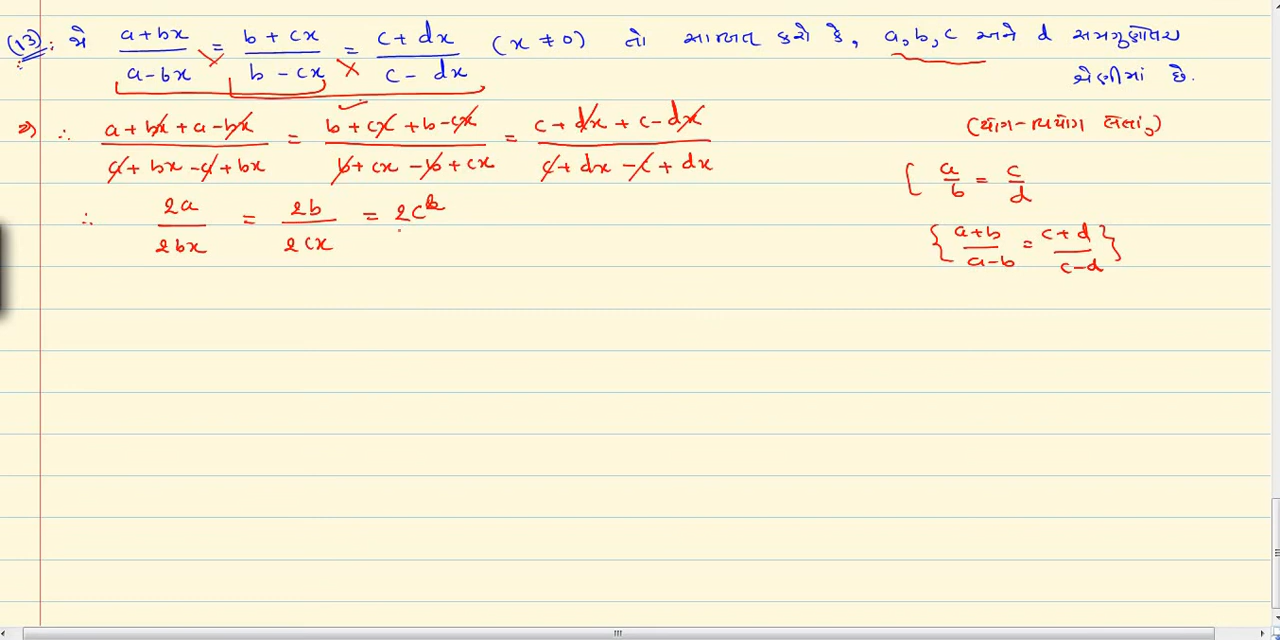 (13): જો a+bx/a-bx = b+cx/b-cx = c+dx/c-dx (x≠0) તો સાબિત કરો કે, a,b,c અને d સમગુણોત્તર
શ્રેણીમાં છે.
⇒ ∴ a+bx+a-bx/a+bx-a+bx = b+cx+b-cx/b+cx-b+cx = c+dx+c-dx/c+dx-c+dx (યોગ-વિયોગ લેતાં,)
[ a/b = c/d
∴ 2a/2bx = 2b/2cx = 2c
{ a+b/a-b = c+d/c-d }